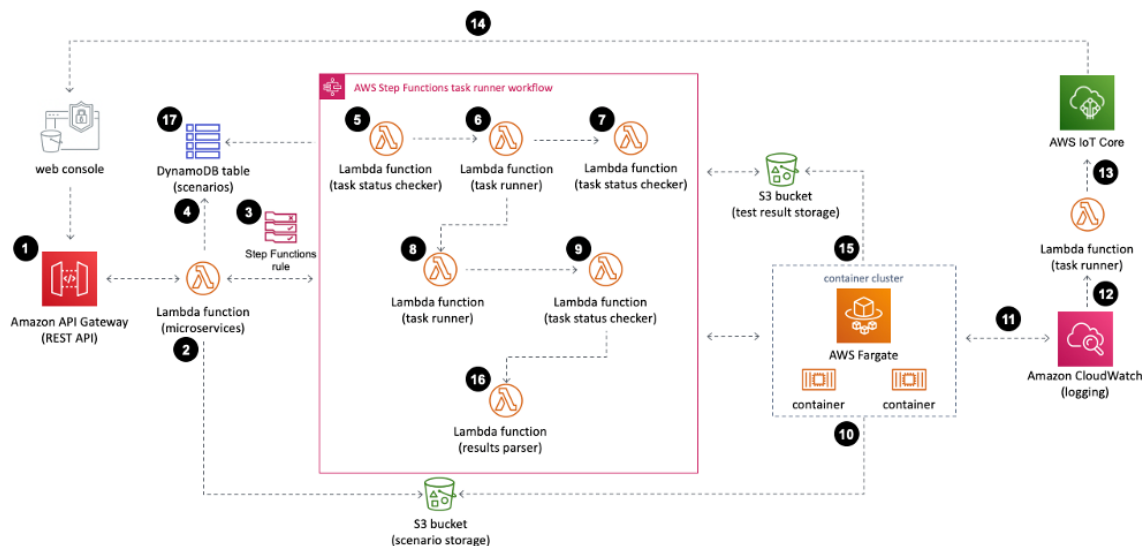 14
AWS Step Functions task runner workflow
web console
17
DynamoDB table
(scenarios)
5
Lambda function
(task status checker)
6
Lambda function
(task runner)
7
Lambda function
(task status checker)
S3 bucket
(test result storage)
AWS IoT Core
13
Lambda function
(task runner)
4
3
Step Functions
rule
1
Amazon API Gateway
(REST API)
Lambda function
(microservices)
2
8
Lambda function
(task runner)
9
Lambda function
(task status checker)
15
container cluster
AWS Fargate
container
container
10
11
12
Amazon CloudWatch
(logging)
16
Lambda function
(results parser)
S3 bucket
(scenario storage)